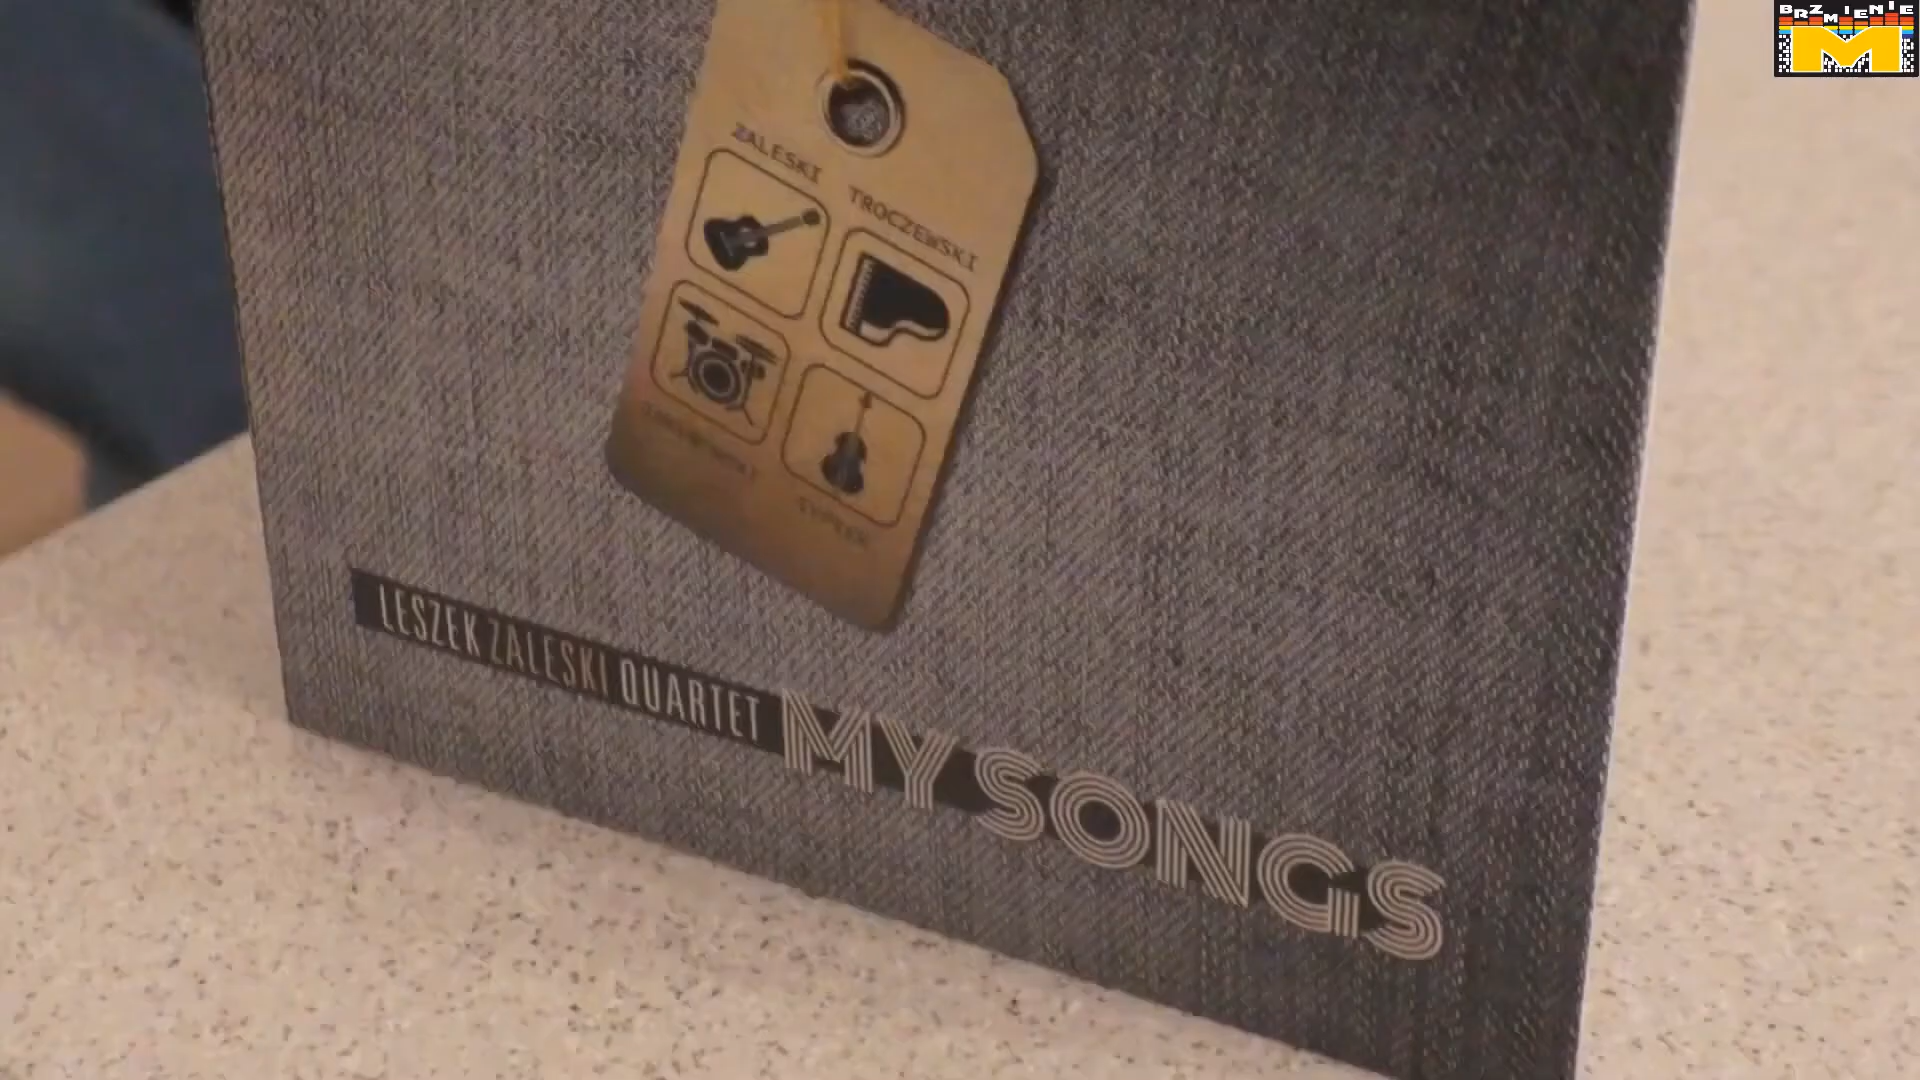 BRZMIENIE
M
ZALESKI
TROCZEWSKI
LESZEK ZALESKI QUARTET MY SONGS